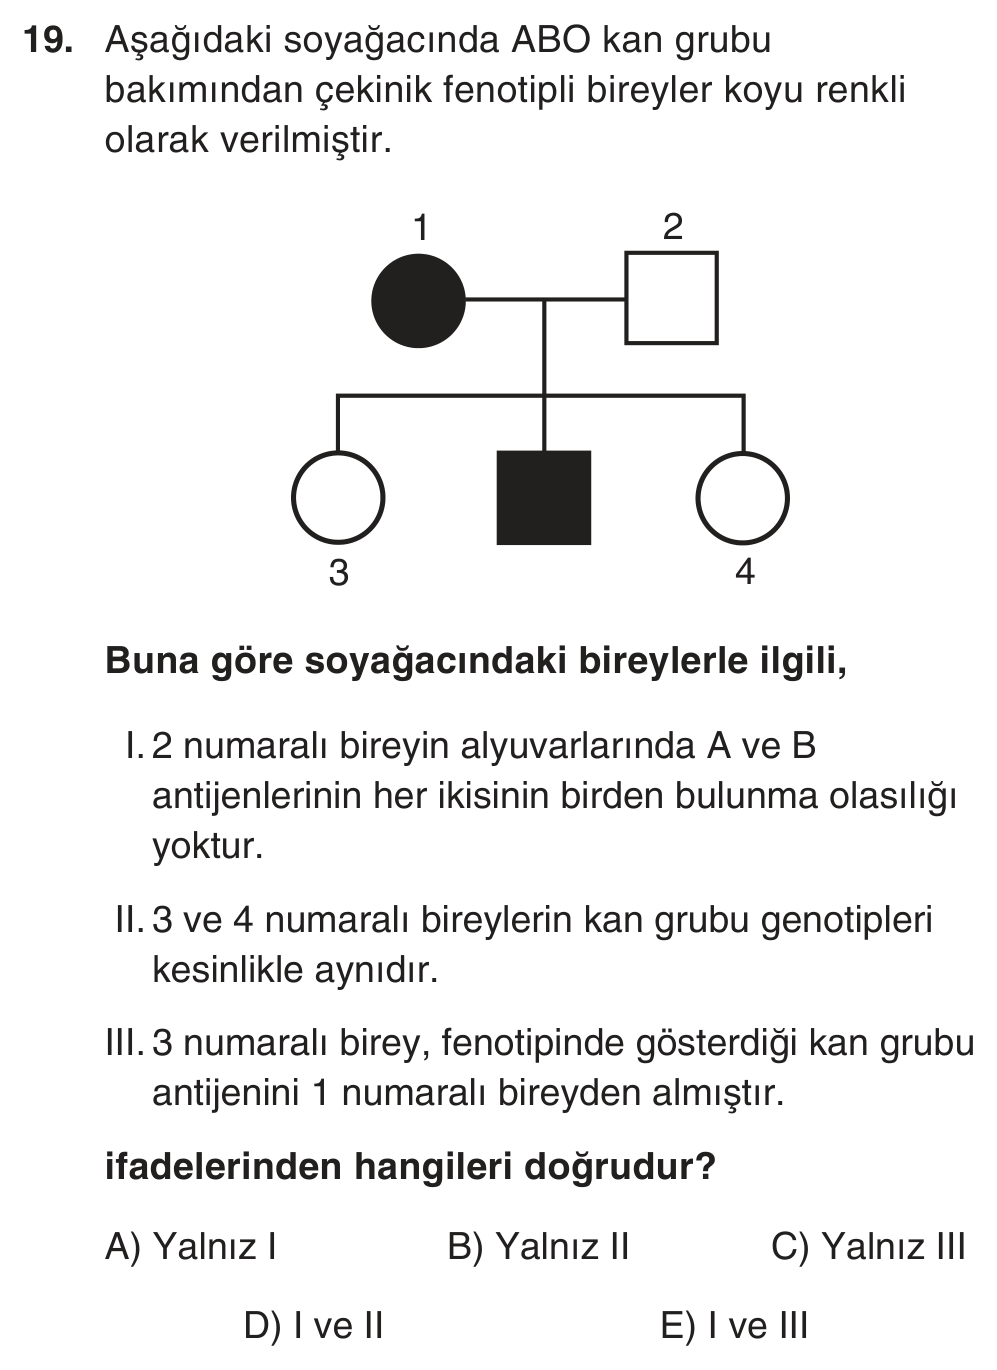 19. Aşağıdaki soyağacında ABO kan grubu
bakımından çekinik fenotipli bireyler koyu renkli
olarak verilmiştir.
1
2
3
4
Buna göre soyağacındaki bireylerle ilgili,
I. 2 numaralı bireyin alyuvarlarında A ve B
antijenlerinin her ikisinin birden bulunma olasılığı
yoktur.
II. 3 ve 4 numaralı bireylerin kan grubu genotipleri
kesinlikle aynıdır.
III. 3 numaralı birey, fenotipinde gösterdiği kan grubu
antijenini 1 numaralı bireyden almıştır.
ifadelerinden hangileri doğrudur?
A) Yalnız I B) Yalnız II C) Yalnız III
D) I ve II E) I ve III